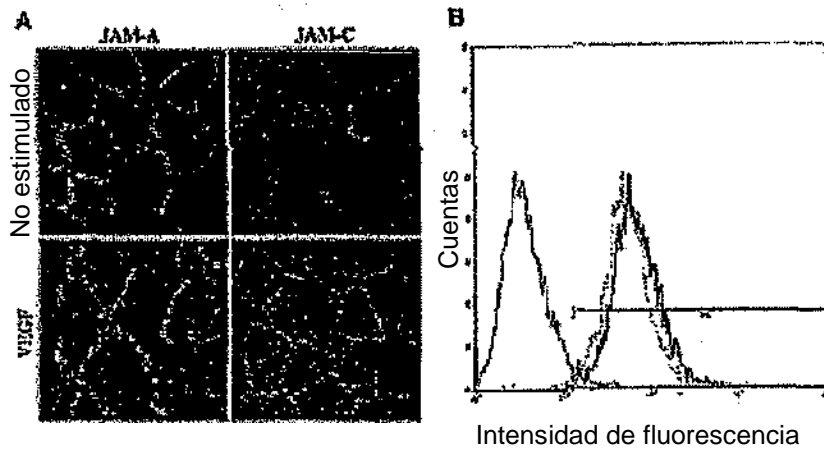 A
B
JAM-A
JAM-C
No estimulado
VEGF
Cuentas
Intensidad de fluorescencia